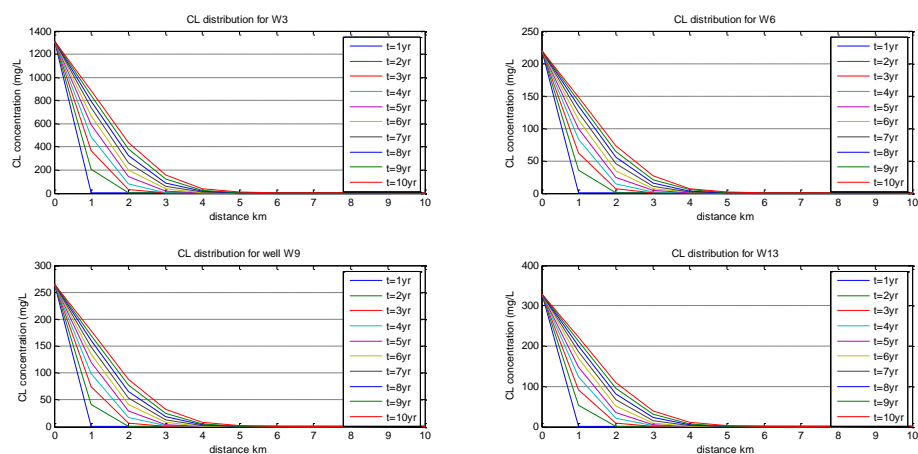 CL distribution for W3
CL concentration (mg/L)
1400
1200
1000
800
600
400
200
0
0 1 2 3 4 5 6 7 8 9 10
distance km
t=1yr
t=2yr
t=3yr
t=4yr
t=5yr
t=6yr
t=7yr
t=8yr
t=9yr
t=10yr
CL distribution for W6
CL concentration (mg/L)
250
200
150
100
50
0
0 1 2 3 4 5 6 7 8 9 10
distance km
t=1yr
t=2yr
t=3yr
t=4yr
t=5yr
t=6yr
t=7yr
t=8yr
t=9yr
t=10yr
CL distribution for well W9
CL concentration (mg/L)
300
250
200
150
100
50
0
0 1 2 3 4 5 6 7 8 9 10
distance km
t=1yr
t=2yr
t=3yr
t=4yr
t=5yr
t=6yr
t=7yr
t=8yr
t=9yr
t=10yr
CL distribution for W13
CL concentration (mg/L)
400
300
200
100
0
0 1 2 3 4 5 6 7 8 9 10
distance km
t=1yr
t=2yr
t=3yr
t=4yr
t=5yr
t=6yr
t=7yr
t=8yr
t=9yr
t=10yr